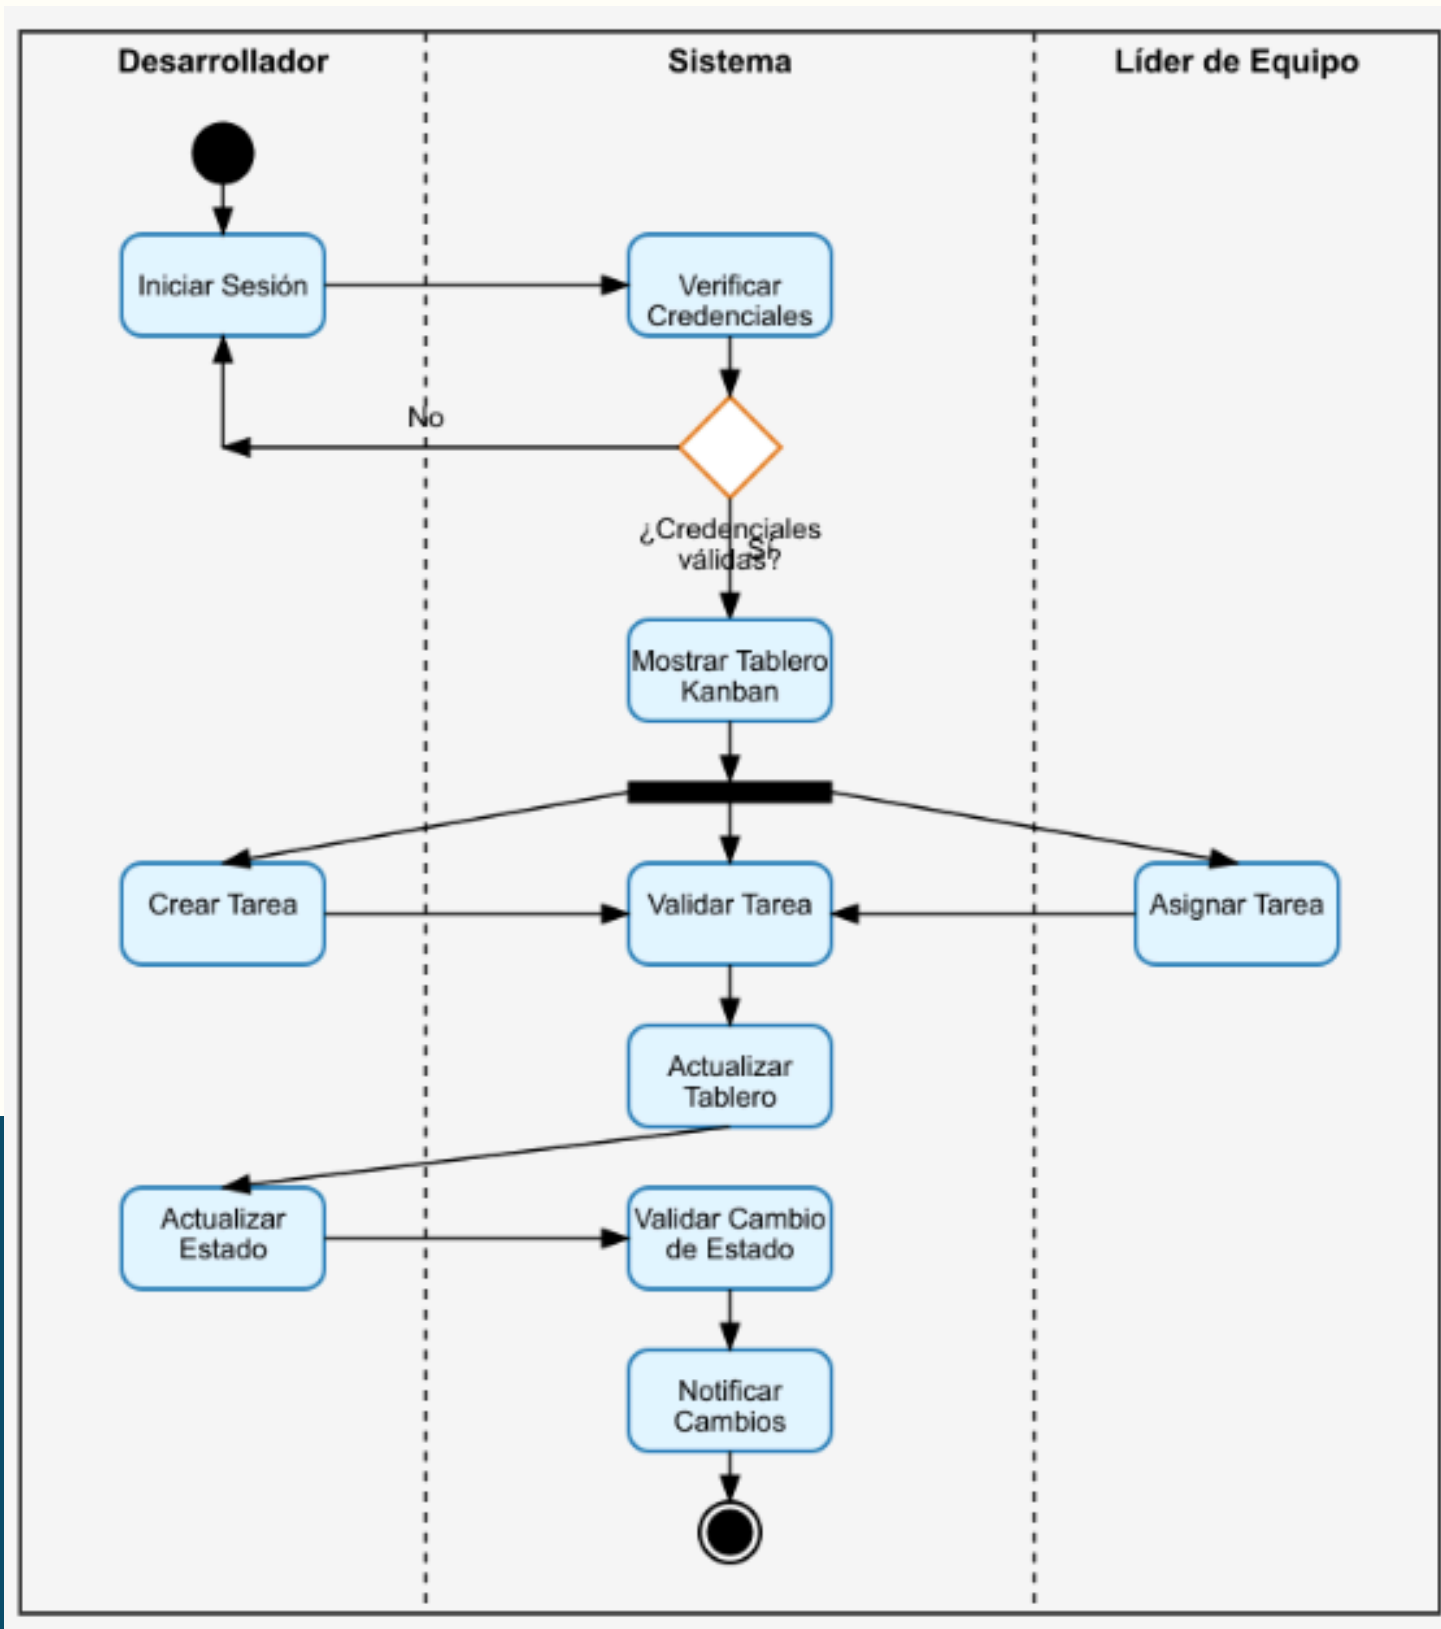 Desarrollador
Sistema
Líder de Equipo
Iniciar Sesión
Verificar
Credenciales
No
¿Credenciales
válidas?
Sí
Mostrar Tablero
Kanban
Crear Tarea
Validar Tarea
Asignar Tarea
Actualizar
Tablero
Actualizar
Estado
Validar Cambio
de Estado
Notificar
Cambios